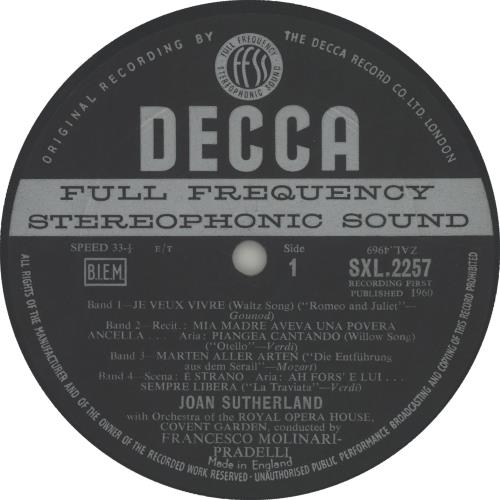 ORIGINAL RECORDING BY
THE DECCA RECORD CO. LTD. LONDON
FULL FREQUENCY
ffss
STEREOPHONIC SOUND
DECCA
FULL FREQUENCY
STEREOPHONIC SOUND
SPEED 33-⅓ E/T Side ZAL.4969
B.I.E.M. 1 SXL.2257
RECORDING FIRST
PUBLISHED 1960
Band 1—JE VEUX VIVRE (Waltz Song) ("Romeo and Juliet"—
Gounod)
Band 2—Recit.: MIA MADRE AVEVA UNA POVERA
ANCELLA . . . Aria: PIANGEA CANTANDO (Willow Song)
("Otello"—Verdi)
Band 3—MARTEN ALLER ARTEN ("Die Entführung
aus dem Serail"—Mozart)
Band 4—Scena: E STRANO Aria: AH FORS' E LUI . . .
SEMPRE LIBERA ("La Traviata"—Verdi)
JOAN SUTHERLAND
with Orchestra of the ROYAL OPERA HOUSE,
COVENT GARDEN, conducted by
FRANCESCO MOLINARI-
PRADELLI
Made in England
ALL RIGHTS OF THE MANUFACTURER AND OF THE OWNER OF THE RECORDED WORK RESERVED - UNAUTHORISED PUBLIC PERFORMANCE BROADCASTING AND COPYING OF THIS RECORD PROHIBITED